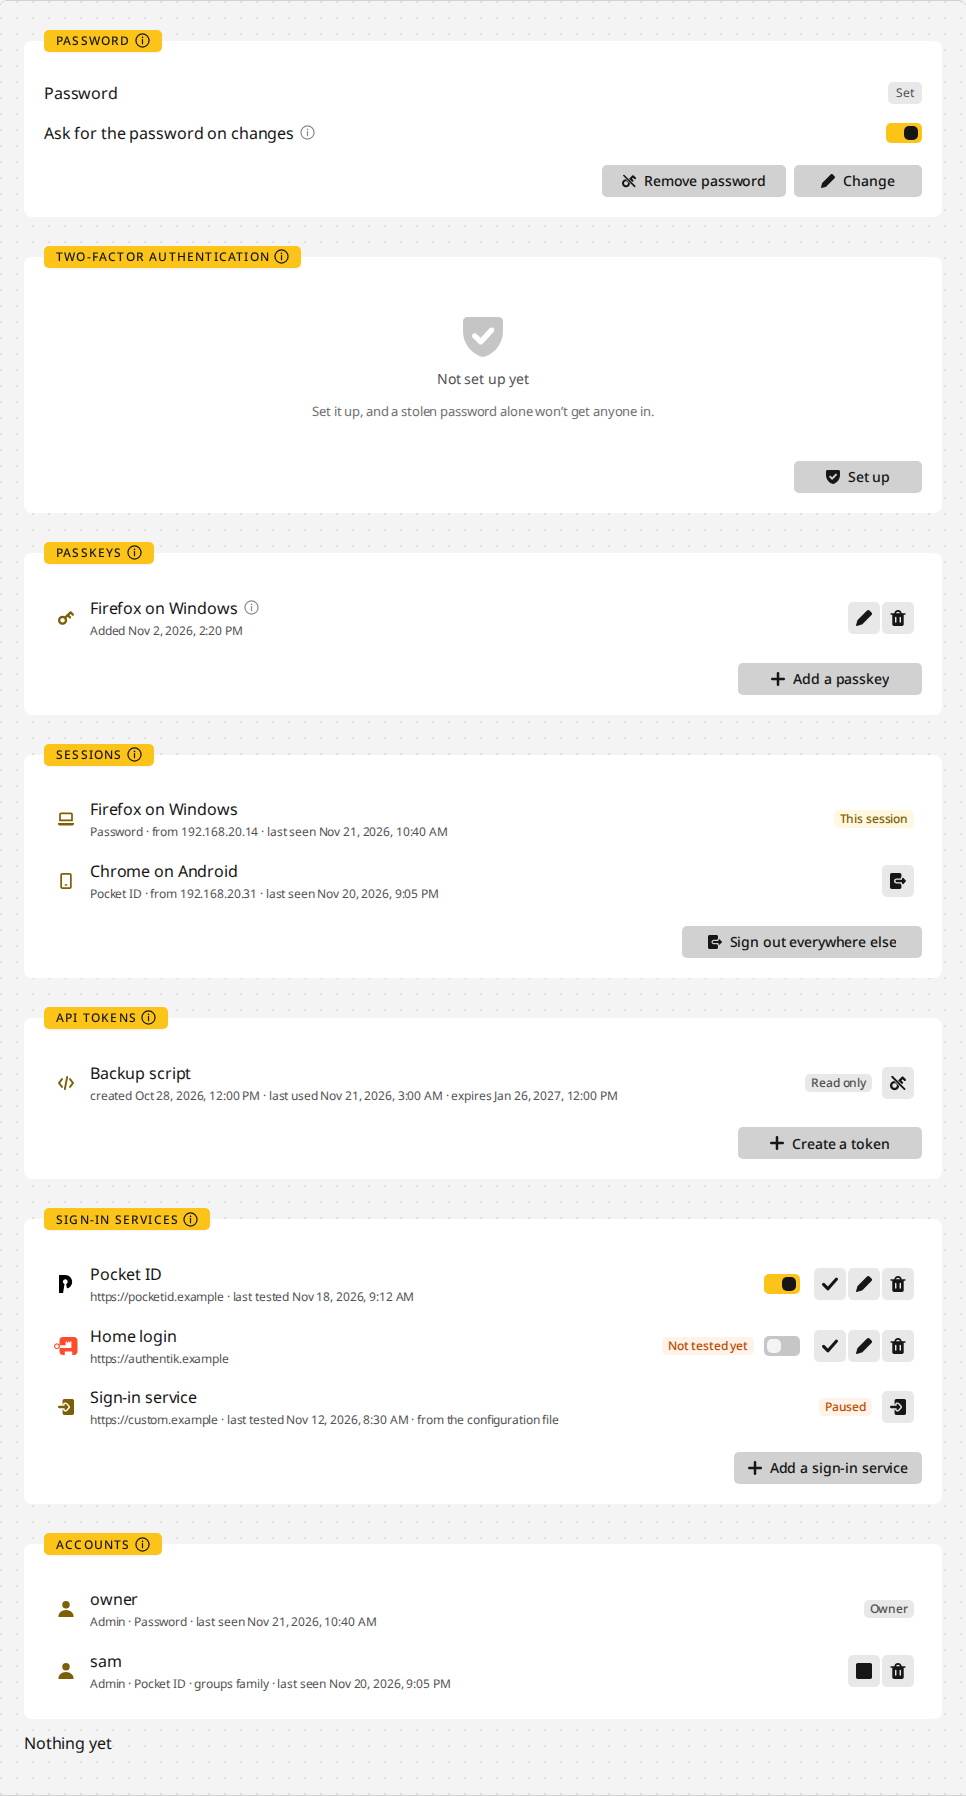 PASSWORD
Password
Set
Ask for the password on changes
Remove password
Change
TWO-FACTOR AUTHENTICATION
Not set up yet
Set it up, and a stolen password alone won't get anyone in.
Set up
PASSKEYS
Firefox on Windows
Added Nov 2, 2026, 2:20 PM
Add a passkey
SESSIONS
Firefox on Windows
Password · from 192.168.20.14 · last seen Nov 21, 2026, 10:40 AM
This session
Chrome on Android
Pocket ID · from 192.168.20.31 · last seen Nov 20, 2026, 9:05 PM
Sign out everywhere else
API TOKENS
Backup script
created Oct 28, 2026, 12:00 PM · last used Nov 21, 2026, 3:00 AM · expires Jan 26, 2027, 12:00 PM
Read only
Create a token
SIGN-IN SERVICES
Pocket ID
https://pocketid.example · last tested Nov 18, 2026, 9:12 AM
Home login
https://authentik.example
Not tested yet
Sign-in service
https://custom.example · last tested Nov 12, 2026, 8:30 AM · from the configuration file
Paused
Add a sign-in service
ACCOUNTS
owner
Admin · Password · last seen Nov 21, 2026, 10:40 AM
Owner
sam
Admin · Pocket ID · groups family · last seen Nov 20, 2026, 9:05 PM
Nothing yet